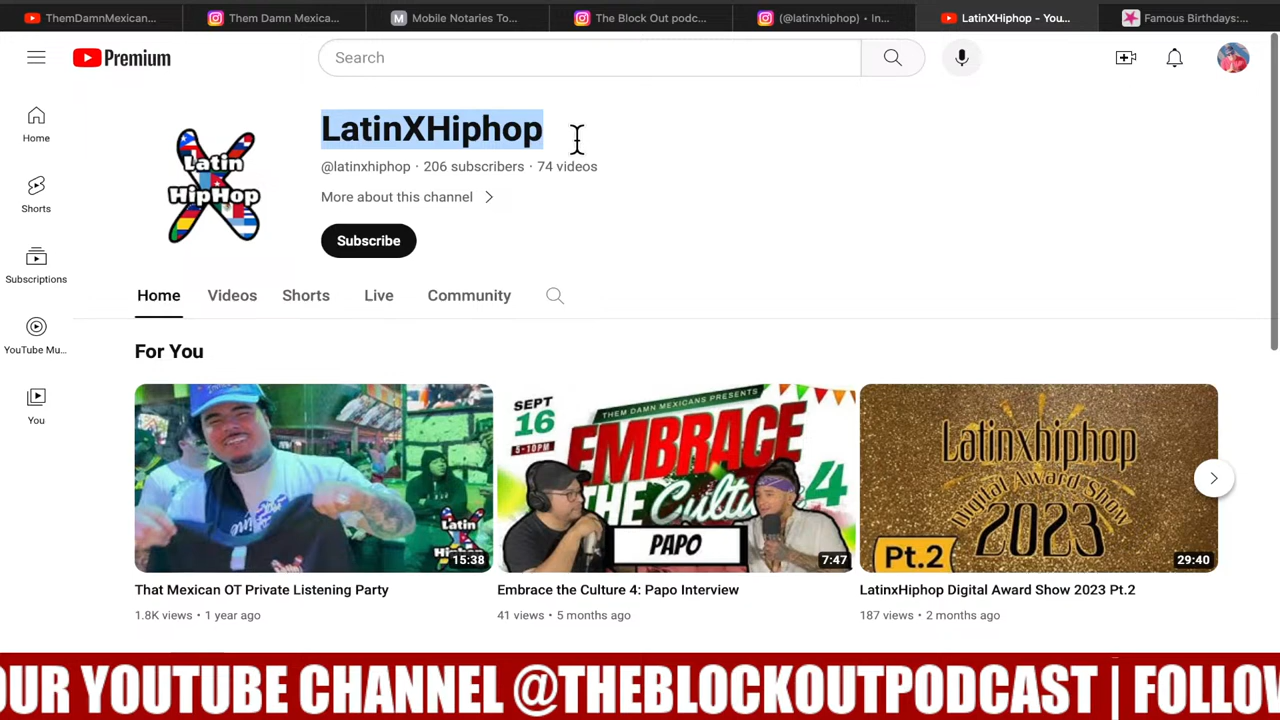 ThemDamnMexican...
Them Damn Mexica...
Mobile Notaries To...
The Block Out podc...
(@latinxhiphop) • In...
LatinXHiphop - You...
Famous Birthdays:...
Premium
Search
Home
Shorts
Subscriptions
YouTube Mu...
You
Latin
HipHop
LatinXHiphop
@latinxhiphop · 206 subscribers · 74 videos
More about this channel
Subscribe
Home
Videos
Shorts
Live
Community
For You
Latin
HipHop
15:38
That Mexican OT Private Listening Party
1.8K views • 1 year ago
SEPT
16
5-10PM
THEM DAMN MEXICANS PRESENTS
EMBRACE
THE Culture
4
PAPO
7:47
Embrace the Culture 4: Papo Interview
41 views • 5 months ago
Latinxhiphop
Digital Award Show
2023
Pt.2
29:40
LatinxHiphop Digital Award Show 2023 Pt.2
187 views • 2 months ago
OUR YOUTUBE CHANNEL @THEBLOCKOUTPODCAST | FOLLOW